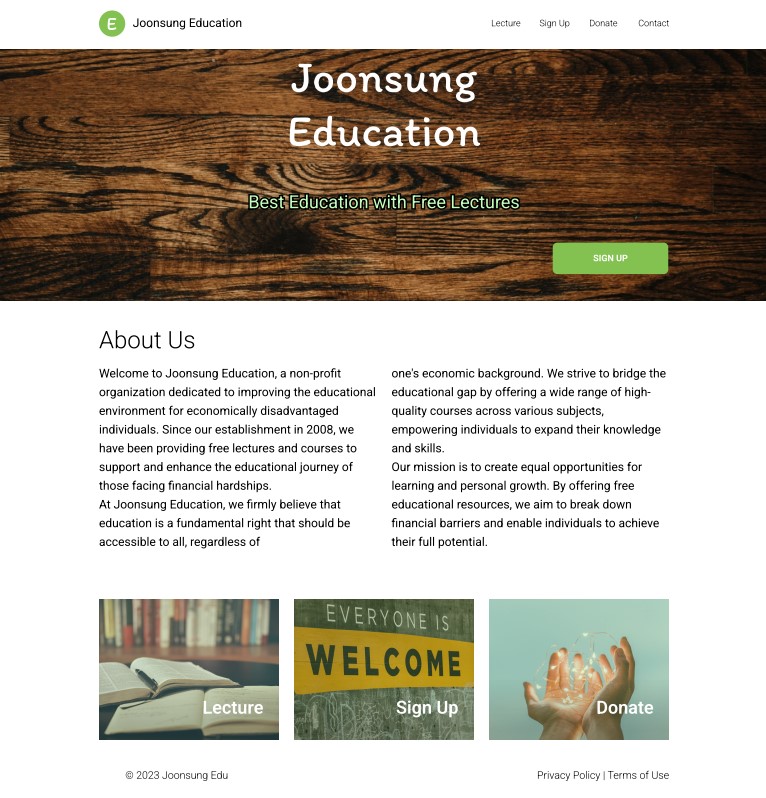 E
Joonsung Education
Lecture
Sign Up
Donate
Contact
Joonsung
Education
Best Education with Free Lectures
SIGN UP
About Us
Welcome to Joonsung Education, a non-profit
organization dedicated to improving the educational
environment for economically disadvantaged
individuals. Since our establishment in 2008, we
have been providing free lectures and courses to
support and enhance the educational journey of
those facing financial hardships.
At Joonsung Education, we firmly believe that
education is a fundamental right that should be
accessible to all, regardless of
one's economic background. We strive to bridge the
educational gap by offering a wide range of high-
quality courses across various subjects,
empowering individuals to expand their knowledge
and skills.
Our mission is to create equal opportunities for
learning and personal growth. By offering free
educational resources, we aim to break down
financial barriers and enable individuals to achieve
their full potential.
Lecture
EVERYONE IS
WELCOME
Sign Up
Donate
© 2023 Joonsung Edu
Privacy Policy | Terms of Use